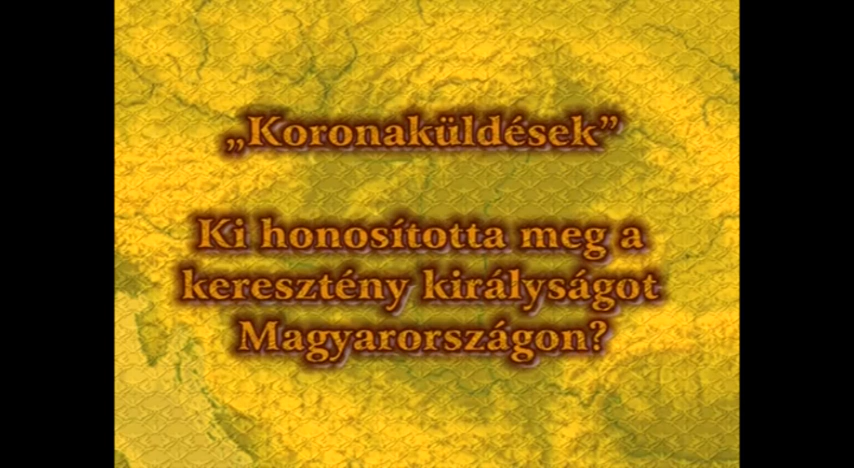 „Koronaküldések”
Ki honosította meg a
keresztény királyságot
Magyarországon?